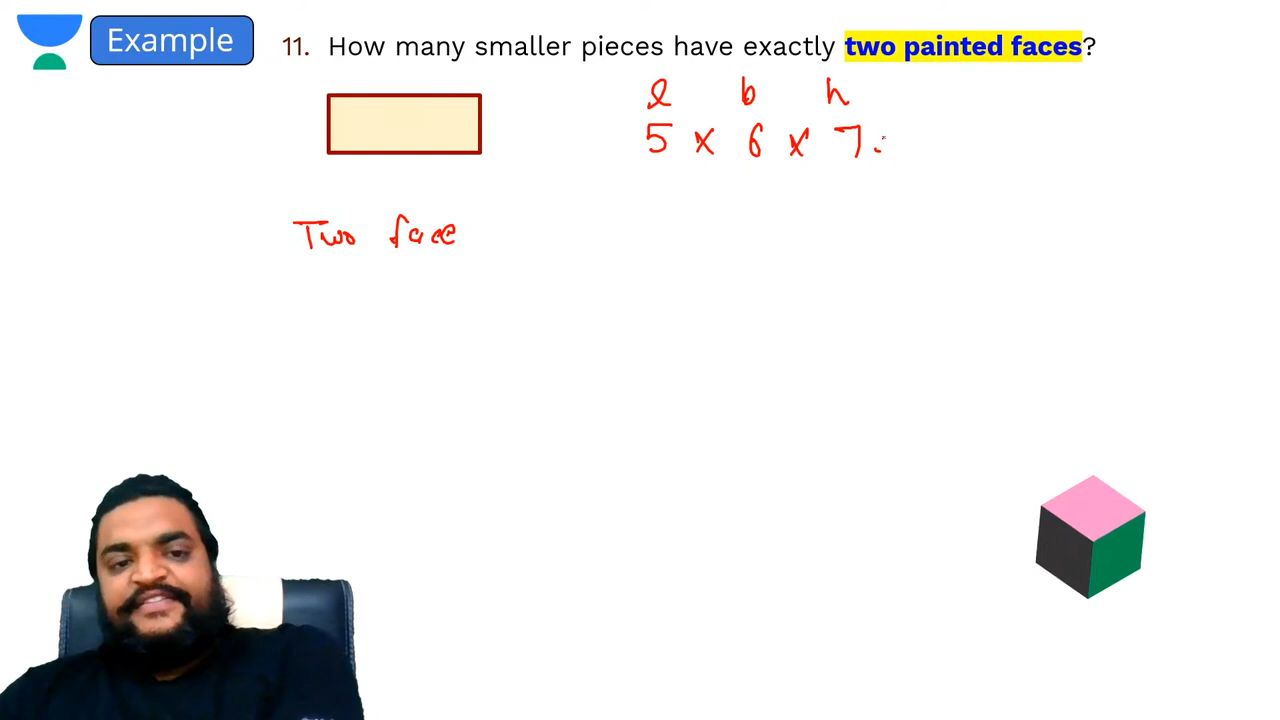 Example
11. How many smaller pieces have exactly two painted faces?
l b h
5 x 6 x 7
Two face